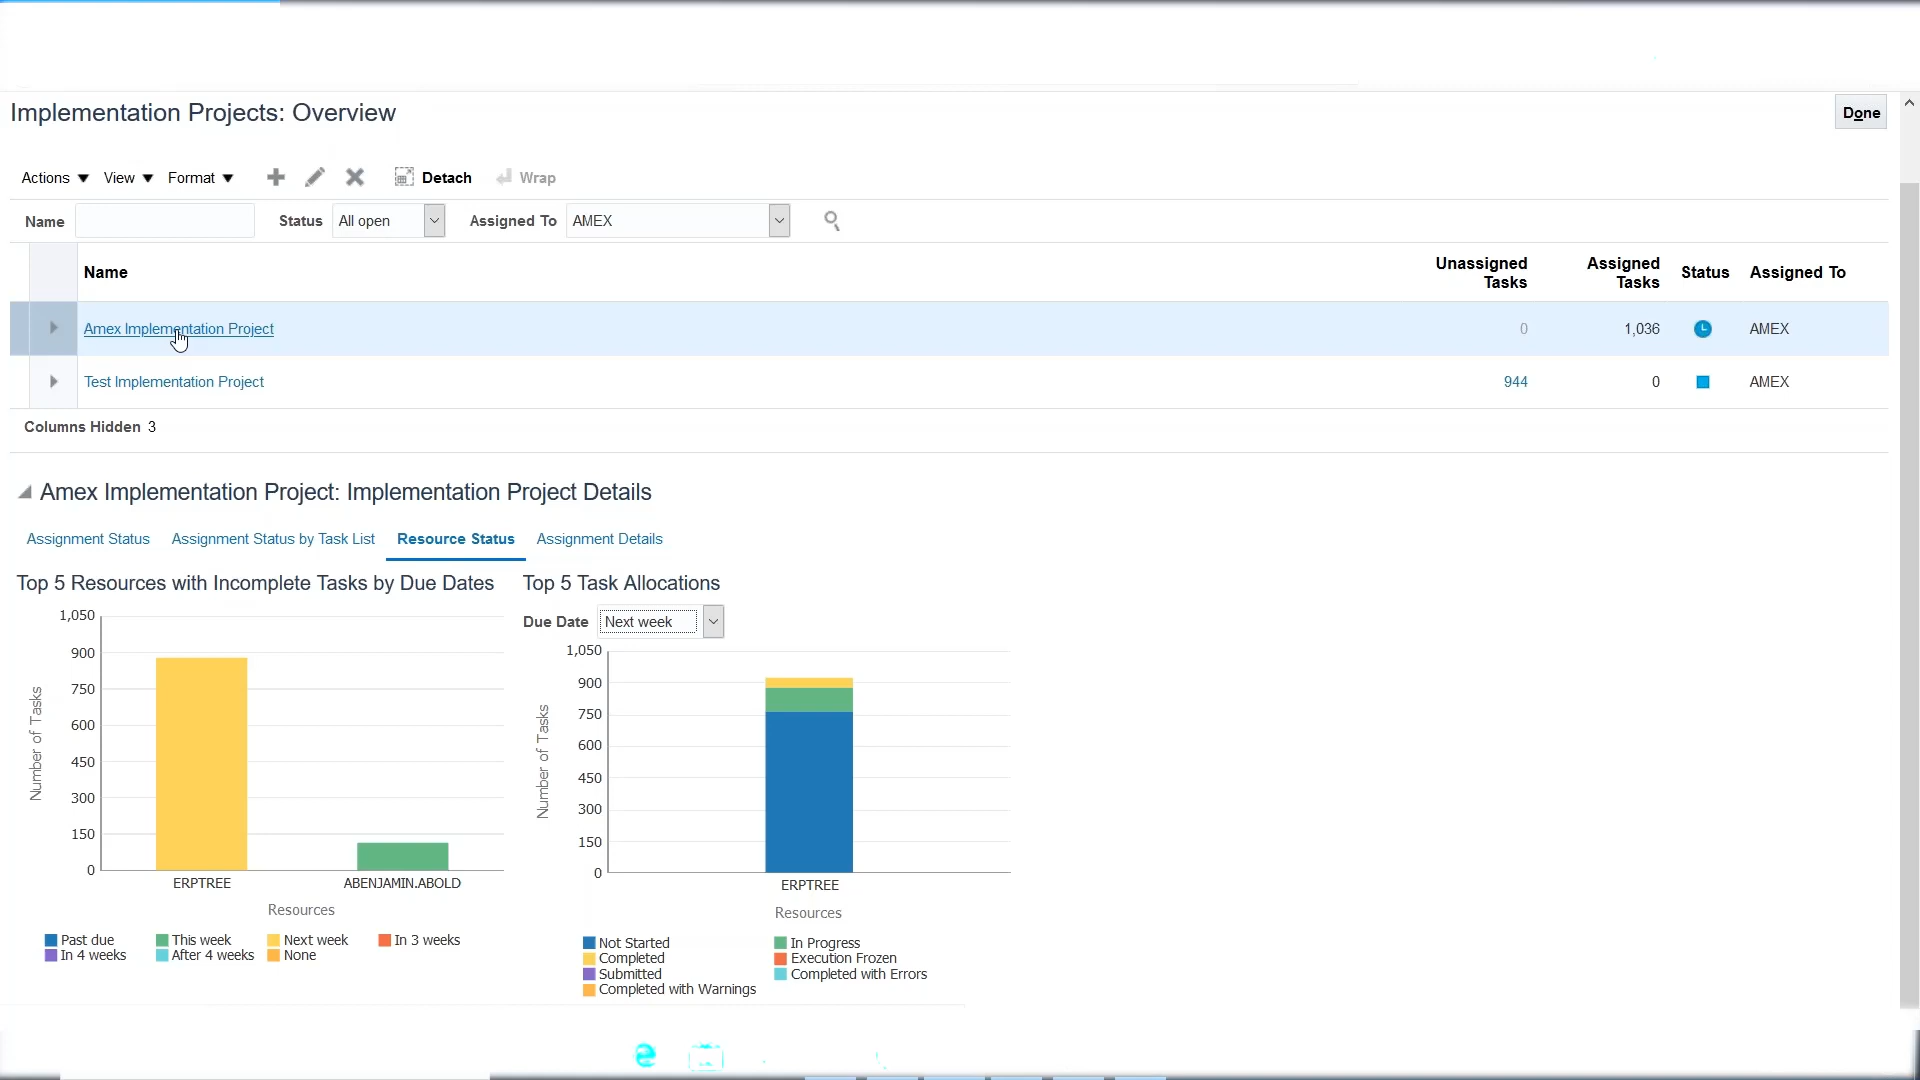 Implementation Projects: Overview
Done
Actions View Format Detach Wrap
Name Status All open Assigned To AMEX
Name Unassigned Tasks Assigned Tasks Status Assigned To
Amex Implementation Project 0 1,036 AMEX
Test Implementation Project 944 0 AMEX
Columns Hidden 3
Amex Implementation Project: Implementation Project Details
Assignment Status Assignment Status by Task List Resource Status Assignment Details
Top 5 Resources with Incomplete Tasks by Due Dates
1,050
900
750
600
450
300
150
0
Number of Tasks
ERPTREE ABENJAMIN.ABOLD
Resources
Past due This week Next week In 3 weeks
In 4 weeks After 4 weeks None
Top 5 Task Allocations
Due Date Next week
1,050
900
750
600
450
300
150
0
Number of Tasks
ERPTREE
Resources
Not Started In Progress
Completed Execution Frozen
Submitted Completed with Errors
Completed with Warnings